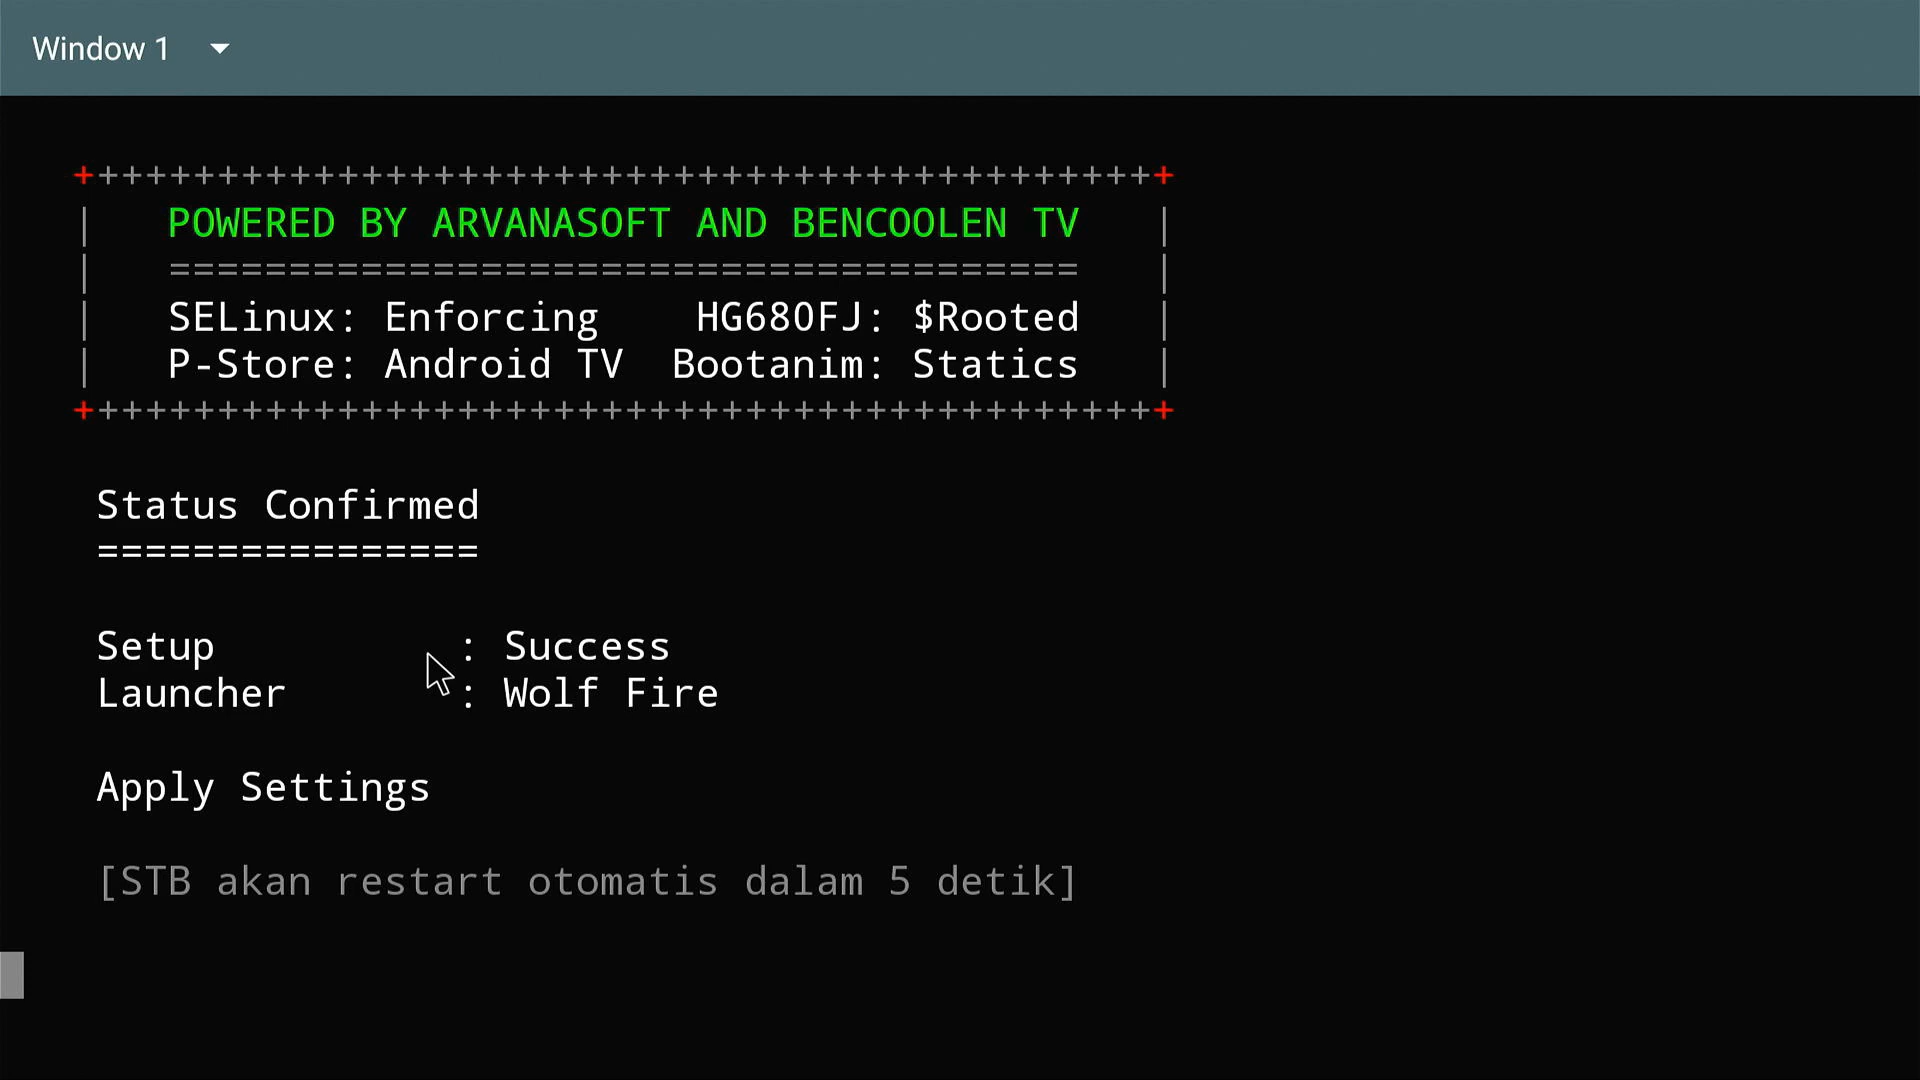 Window 1
+++++++++++++++++++++++++++++++++++++++++++++
| POWERED BY ARVANASOFT AND BENCOOLEN TV |
| ====================================== |
| SELinux: Enforcing HG680FJ: $Rooted |
| P-Store: Android TV Bootanim: Statics |
+++++++++++++++++++++++++++++++++++++++++++++
Status Confirmed
================
Setup : Success
Launcher : Wolf Fire
Apply Settings
[STB akan restart otomatis dalam 5 detik]